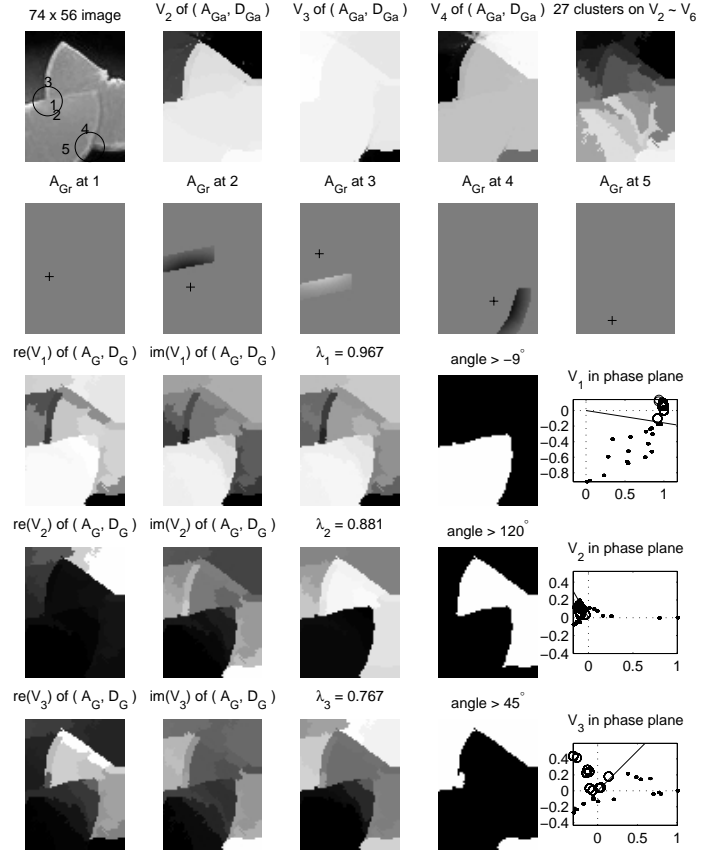 74 x 56 image
V2 of ( AGa, DGa )
V3 of ( AGa, DGa )
V4 of ( AGa, DGa )
27 clusters on V2 ~ V6
3
1
2
4
5
AGr at 1
AGr at 2
AGr at 3
AGr at 4
AGr at 5
re(V1) of ( AG, DG )
im(V1) of ( AG, DG )
λ1 = 0.967
angle > −9°
V1 in phase plane
0
−0.2
−0.4
−0.6
−0.8
0 0.5 1
re(V2) of ( AG, DG )
im(V2) of ( AG, DG )
λ2 = 0.881
angle > 120°
V2 in phase plane
0.4
0.2
0
−0.2
−0.4
0 0.5 1
re(V3) of ( AG, DG )
im(V3) of ( AG, DG )
λ3 = 0.767
angle > 45°
V3 in phase plane
0.4
0.2
0
−0.2
−0.4
0 0.5 1